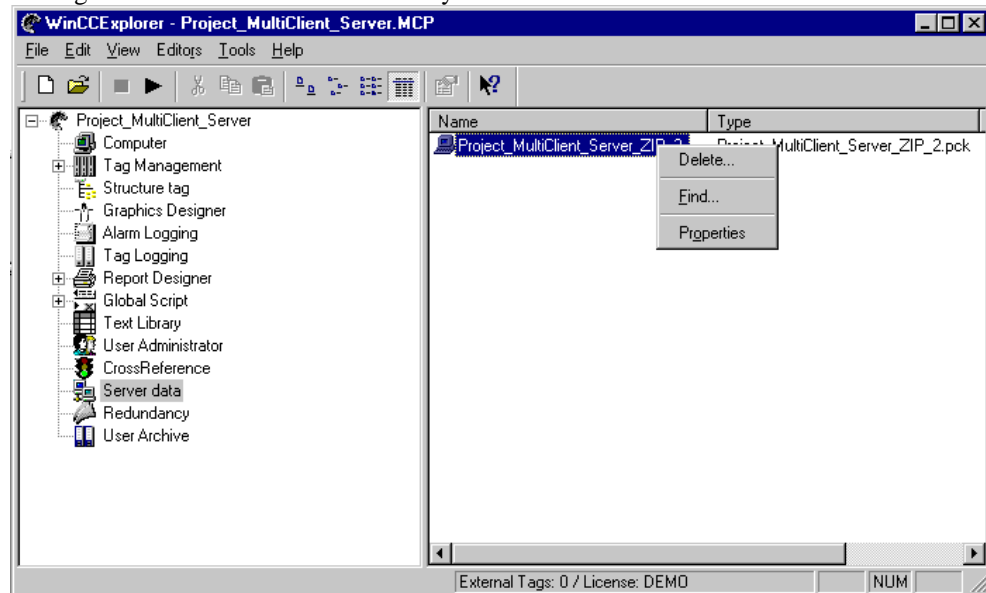 WinCCExplorer - Project_MultiClient_Server.MCP
File Edit View Editors Tools Help
Project_MultiClient_Server
Computer
Tag Management
Structure tag
Graphics Designer
Alarm Logging
Tag Logging
Report Designer
Global Script
Text Library
User Administrator
CrossReference
Server data
Redundancy
User Archive
Name Type
Project_MultiClient_Server_ZIP_2 Project_MultiClient_Server_ZIP_2.pck
Delete...
Find...
Properties
External Tags: 0 / License: DEMO NUM